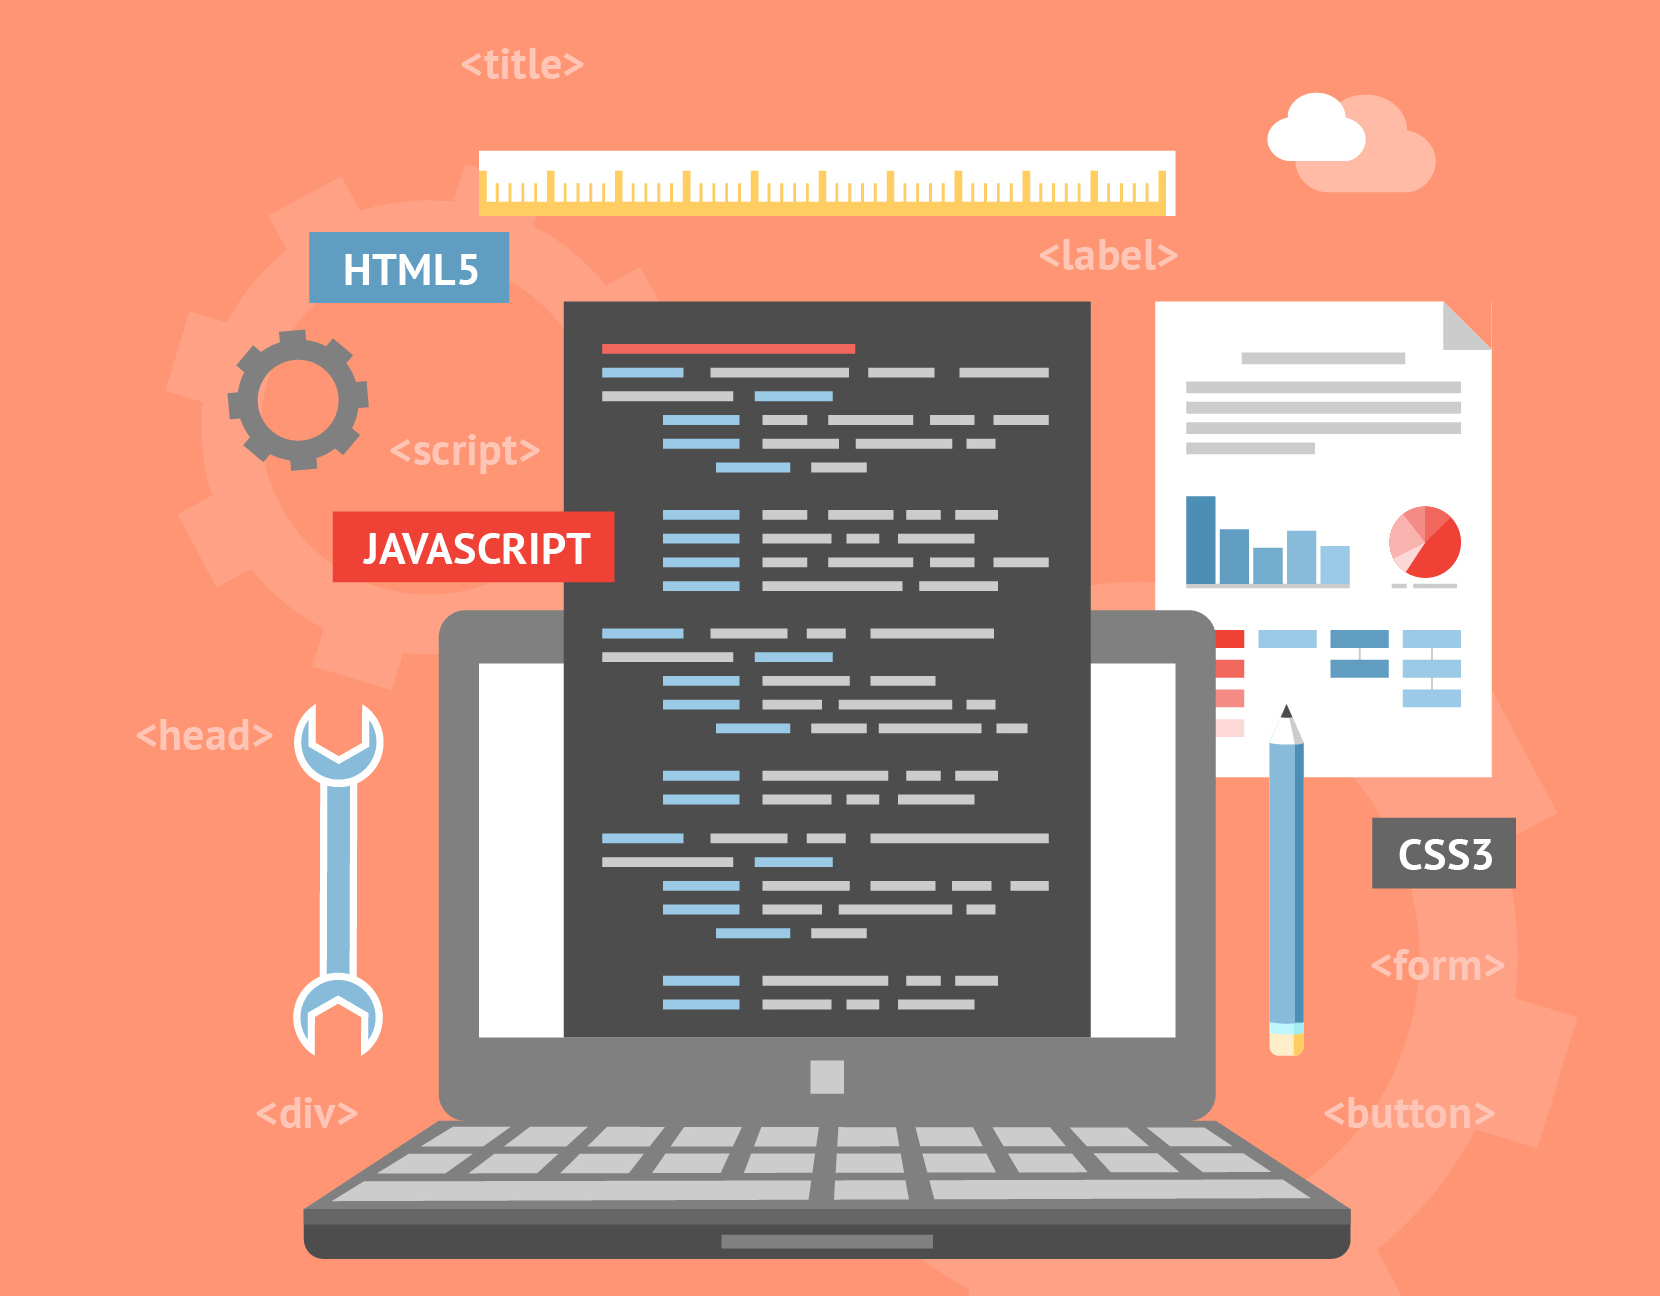 <title>
<label>
HTML5
<script>
JAVASCRIPT
<head>
CSS3
<form>
<div>
<button>